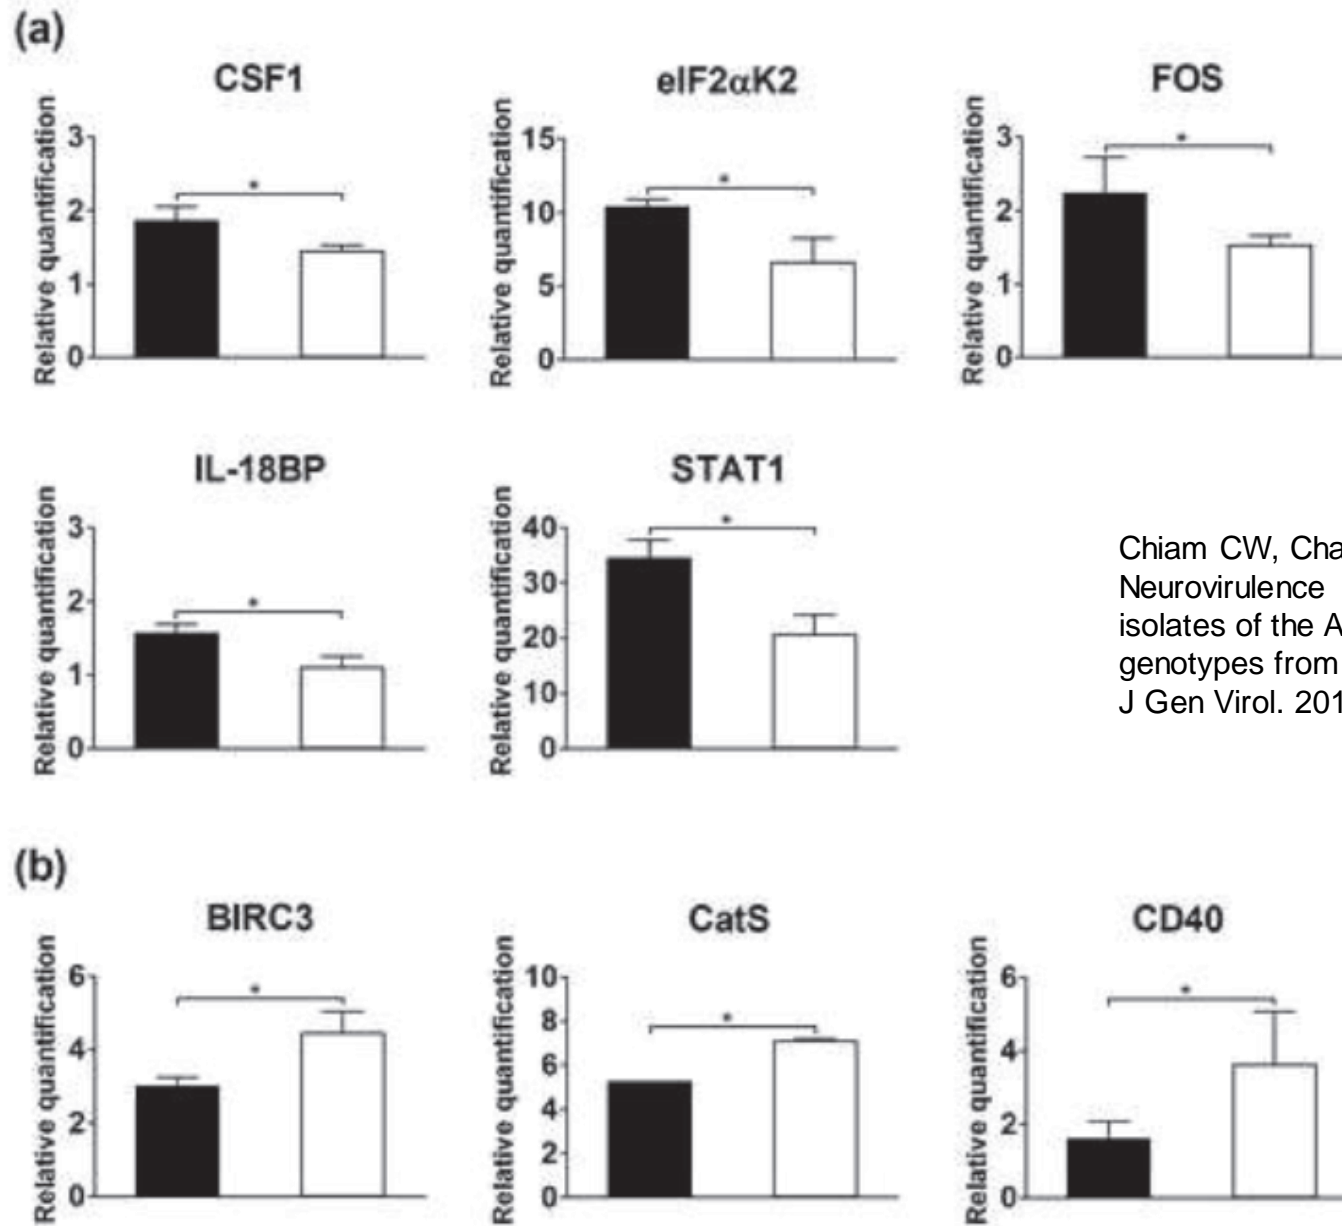 (a)
CSF1
eIF2αK2
FOS
Relative quantification
3
2
1
0
*
Relative quantification
15
10
5
0
*
Relative quantification
3
2
1
0
*
IL-18BP
STAT1
Relative quantification
3
2
1
0
*
Relative quantification
40
30
20
10
0
*
Chiam CW, Cha
Neurovirulence
isolates of the A
genotypes from
J Gen Virol. 201
(b)
BIRC3
CatS
CD40
Relative quantification
6
4
2
0
*
Relative quantification
10
8
6
4
2
0
*
Relative quantification
6
4
2
0
*